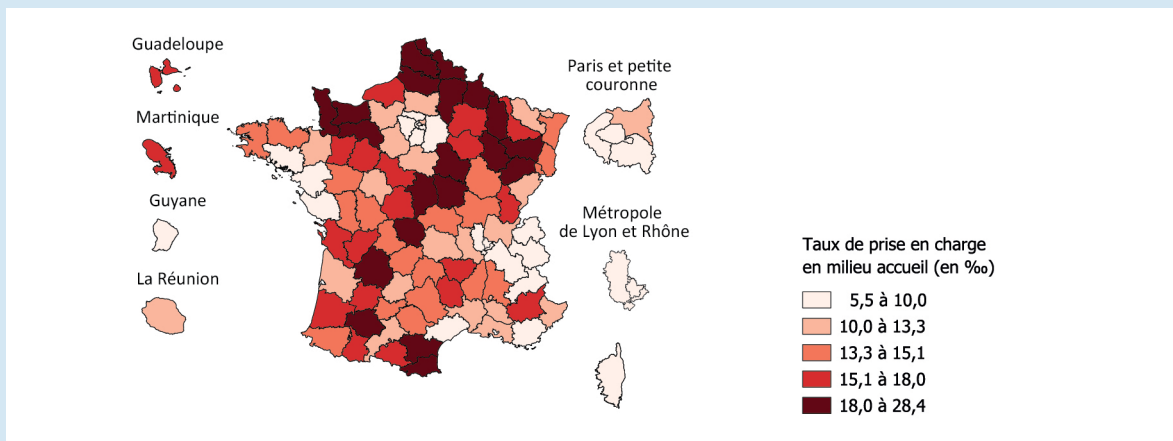 Guadeloupe
Martinique
Guyane
La Réunion
Paris et petite
couronne
Métropole
de Lyon et Rhône
Taux de prise en charge
en milieu accueil (en ‰)
5,5 à 10,0
10,0 à 13,3
13,3 à 15,1
15,1 à 18,0
18,0 à 28,4